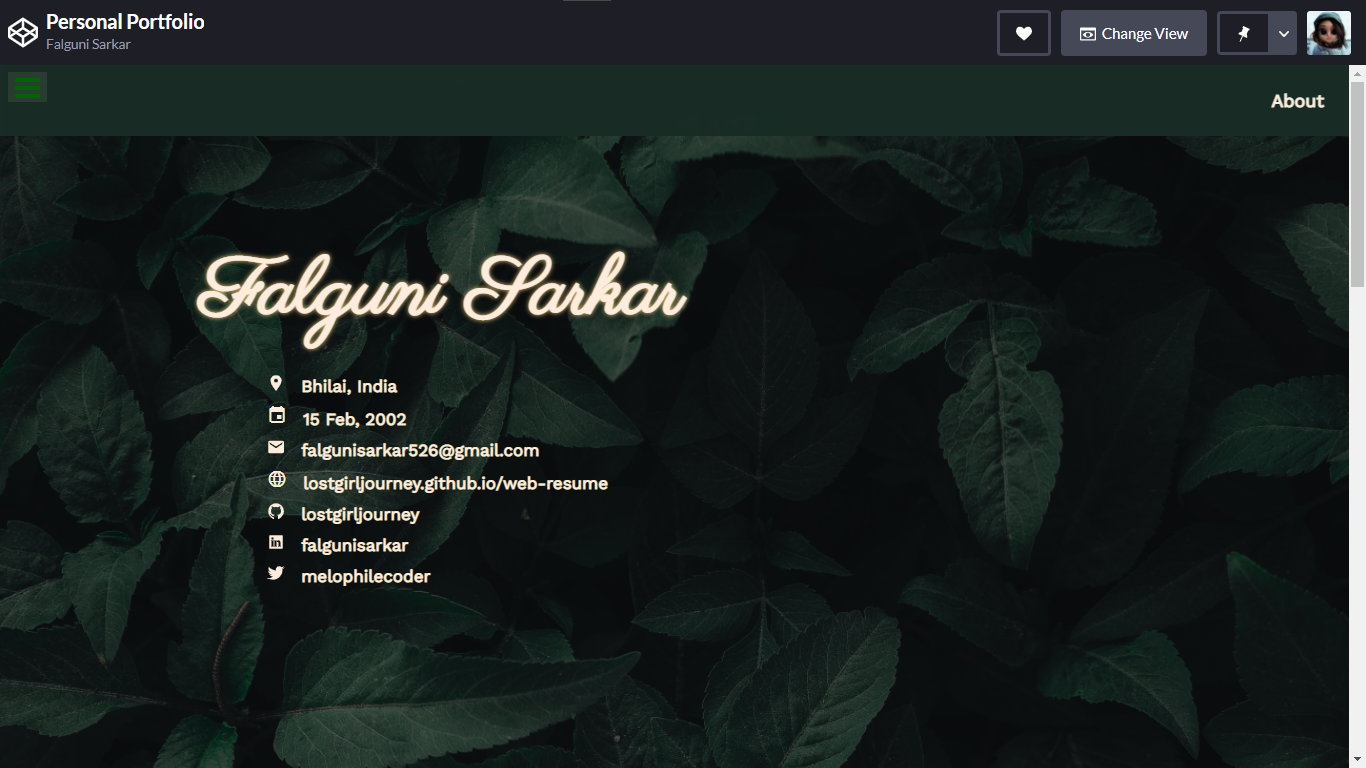 Personal Portfolio
Falguni Sarkar
Change View
About
Falguni Sarkar
Bhilai, India
15 Feb, 2002
falgunisarkar526@gmail.com
lostgirljourney.github.io/web-resume
lostgirljourney
falgunisarkar
melophilecoder